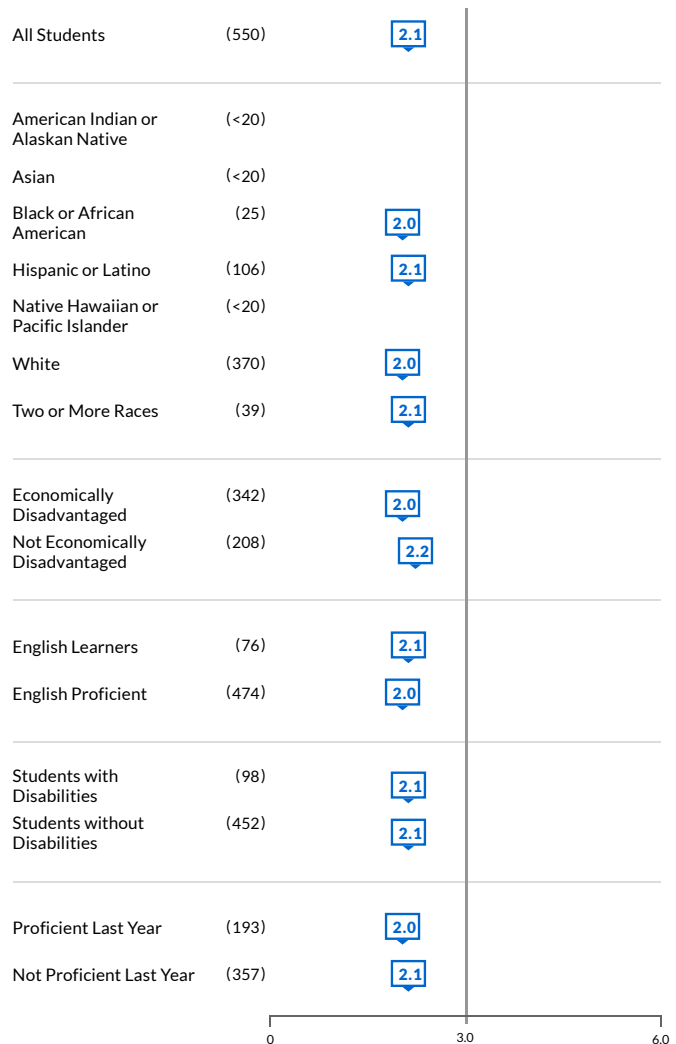 All Students (550) 2.1
American Indian or (<20)
Alaskan Native
Asian (<20)
Black or African (25) 2.0
American
Hispanic or Latino (106) 2.1
Native Hawaiian or (<20)
Pacific Islander
White (370) 2.0
Two or More Races (39) 2.1
Economically (342) 2.0
Disadvantaged
Not Economically (208) 2.2
Disadvantaged
English Learners (76) 2.1
English Proficient (474) 2.0
Students with (98) 2.1
Disabilities
Students without (452) 2.1
Disabilities
Proficient Last Year (193) 2.0
Not Proficient Last Year (357) 2.1
0 3.0 6.0